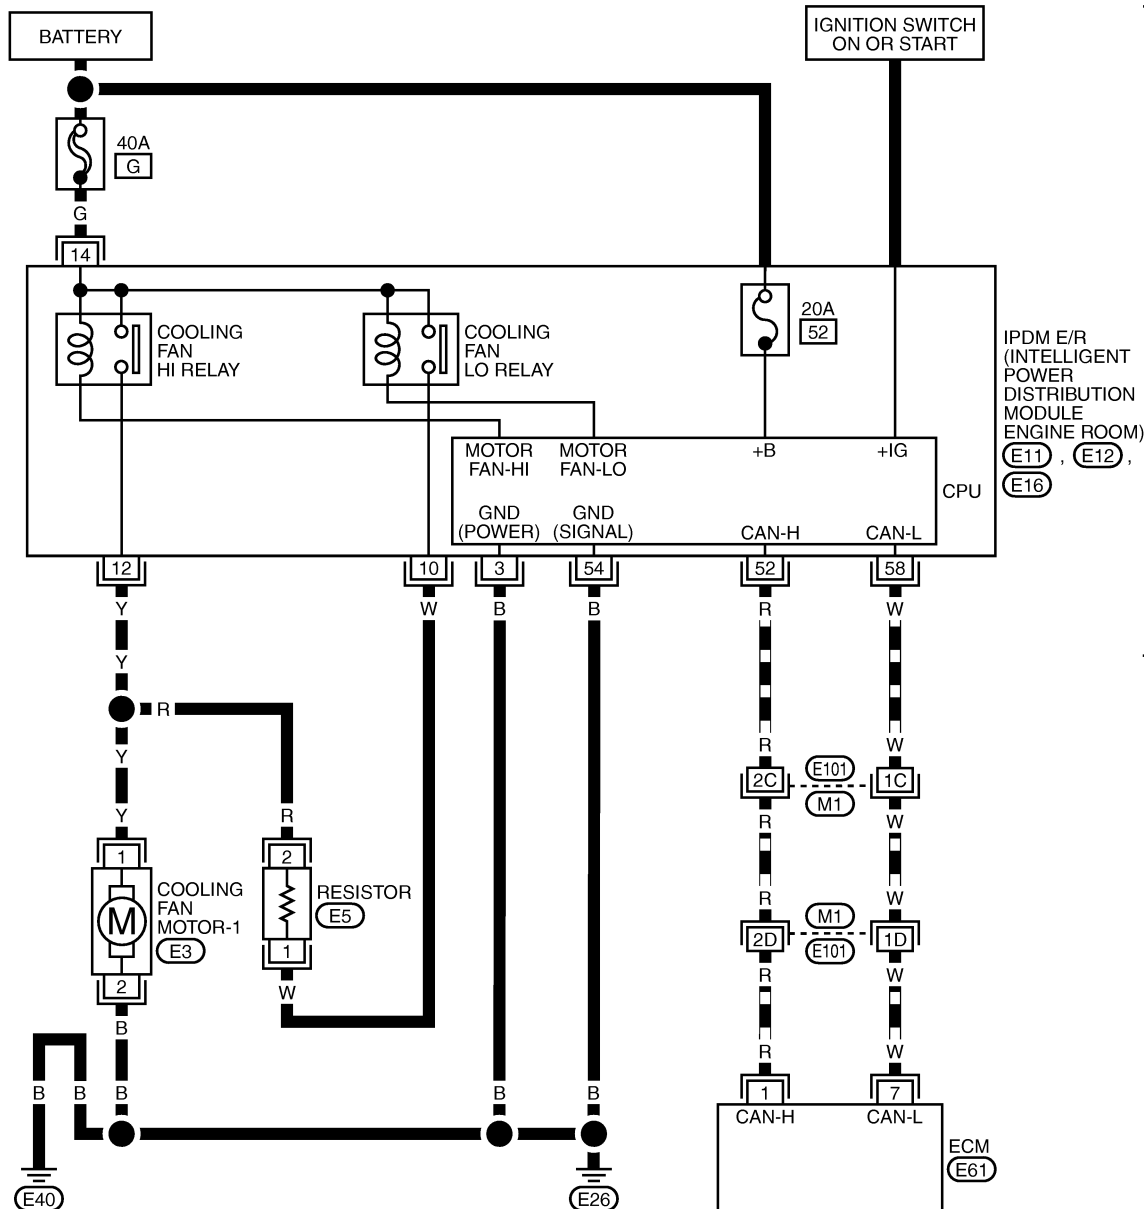 BATTERY
IGNITION SWITCH
ON OR START
40A
G
G
14
COOLING
FAN
HI RELAY
COOLING
FAN
LO RELAY
20A
52
IPDM E/R
(INTELLIGENT
POWER
DISTRIBUTION
MODULE
ENGINE ROOM)
E11 , E12 ,
E16
MOTOR
FAN-HI
MOTOR
FAN-LO
+B
+IG
CPU
GND
(POWER)
GND
(SIGNAL)
CAN-H
CAN-L
12
10
3
54
52
58
Y
W
B
B
R
W
Y
R
Y
R
W
2C
E101
M1
1C
Y
R
R
W
1
2
COOLING
FAN
MOTOR-1
E3
M
RESISTOR
E5
R
W
2D
M1
E101
1D
2
1
W
R
W
B
R
W
B
B
B
B
B
1
7
CAN-H
CAN-L
ECM
E61
E40
E26